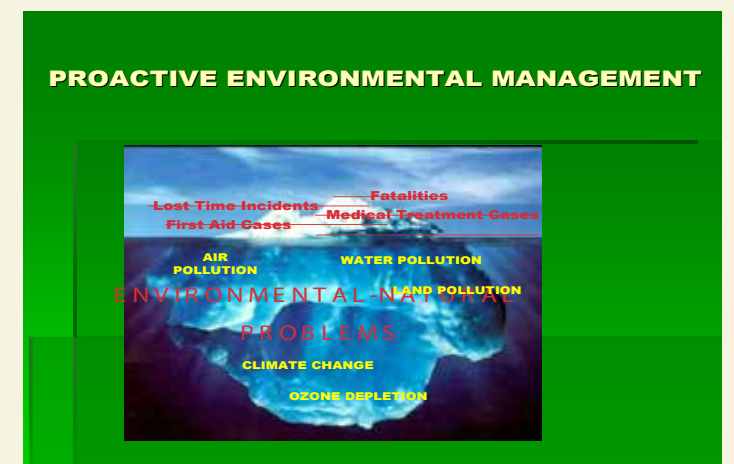 PROACTIVE ENVIRONMENTAL MANAGEMENT
Fatalities
Lost Time Incidents
Medical Treatment Cases
First Aid Cases
AIR
POLLUTION
WATER POLLUTION
LAND POLLUTION
ENVIRONMENTAL-NATURAL
PROBLEMS
CLIMATE CHANGE
OZONE DEPLETION